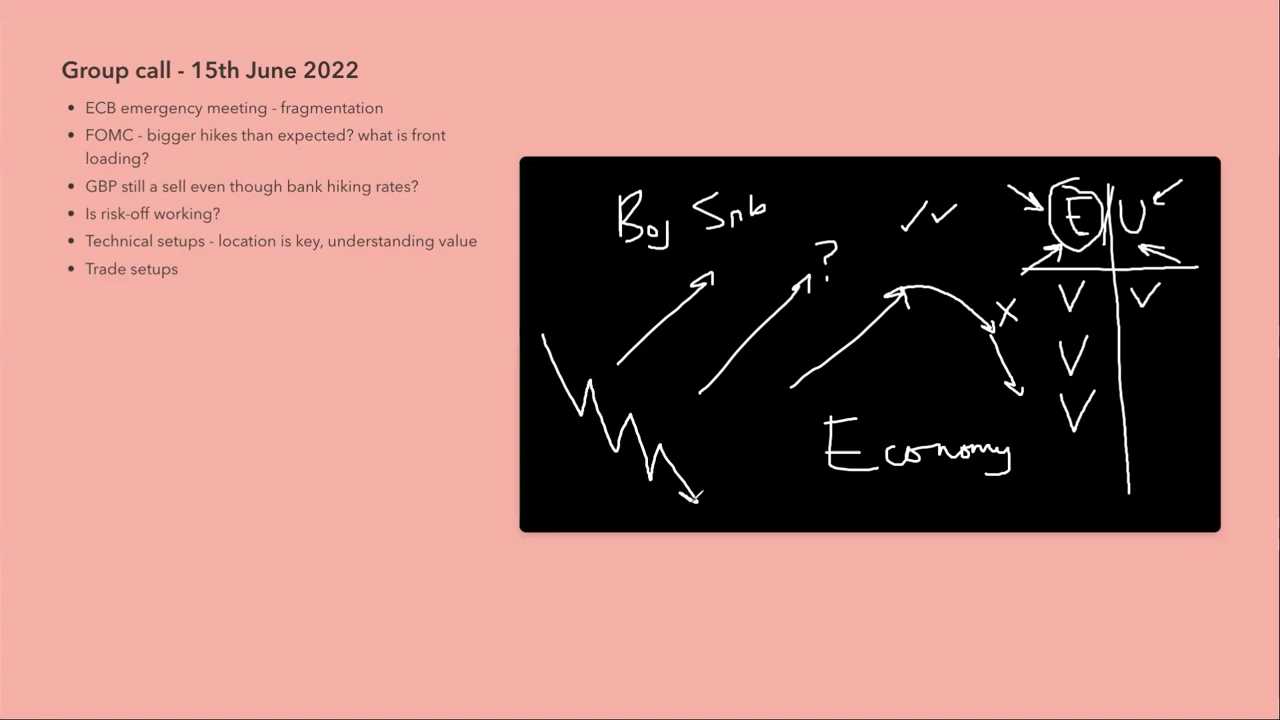 Group call - 15th June 2022
• ECB emergency meeting - fragmentation
• FOMC - bigger hikes than expected? what is front
loading?
• GBP still a sell even though bank hiking rates?
• Is risk-off working?
• Technical setups - location is key, understanding value
• Trade setups
Boj Snb
E U
?
X
Economy